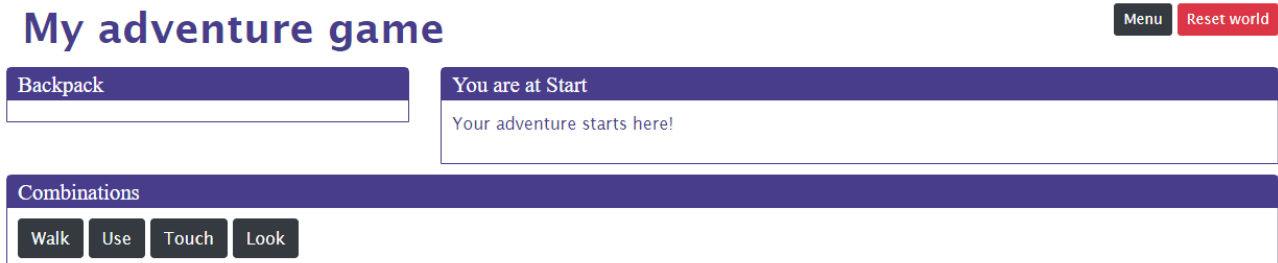 My adventure game
Menu Reset world
Backpack
You are at Start
Your adventure starts here!
Combinations
Walk Use Touch Look